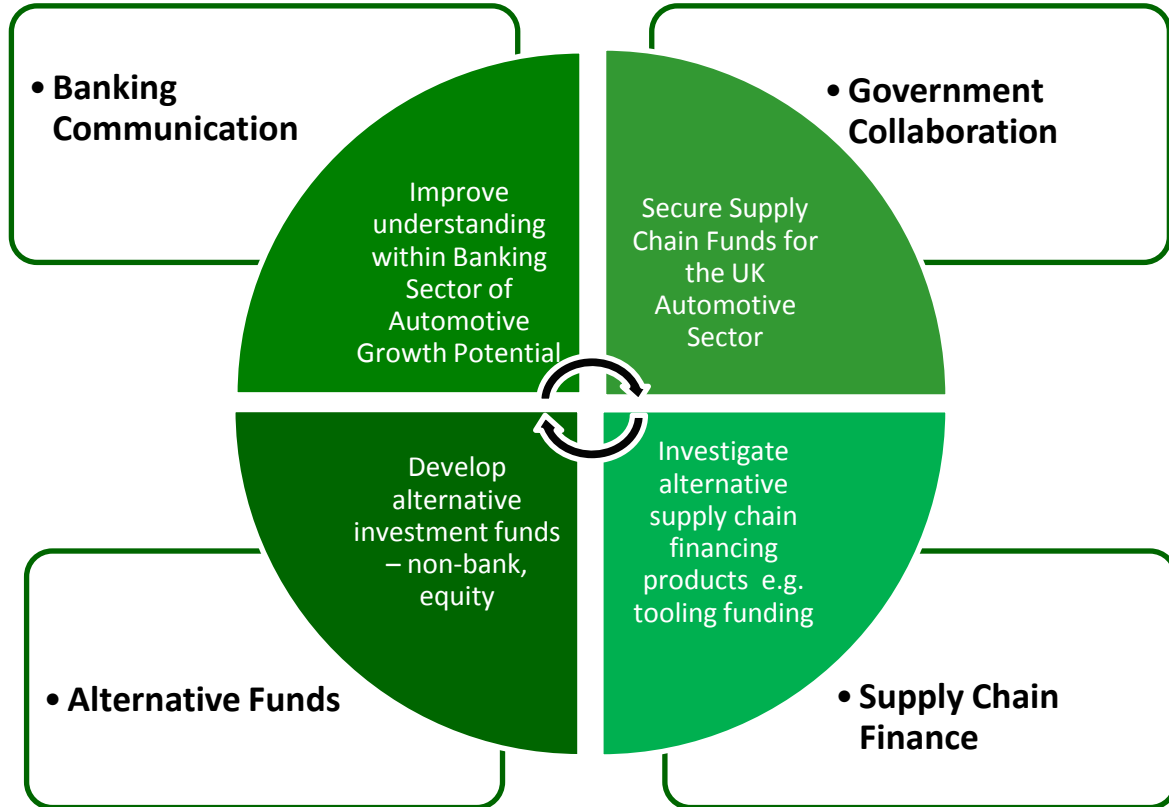 • Banking
Communication
• Government
Collaboration
Improve
understanding
within Banking
Sector of
Automotive
Growth Potential
Secure Supply
Chain Funds for
the UK
Automotive
Sector
Develop
alternative
investment funds
– non-bank,
equity
Investigate
alternative
supply chain
financing
products e.g.
tooling funding
• Alternative Funds
• Supply Chain
Finance